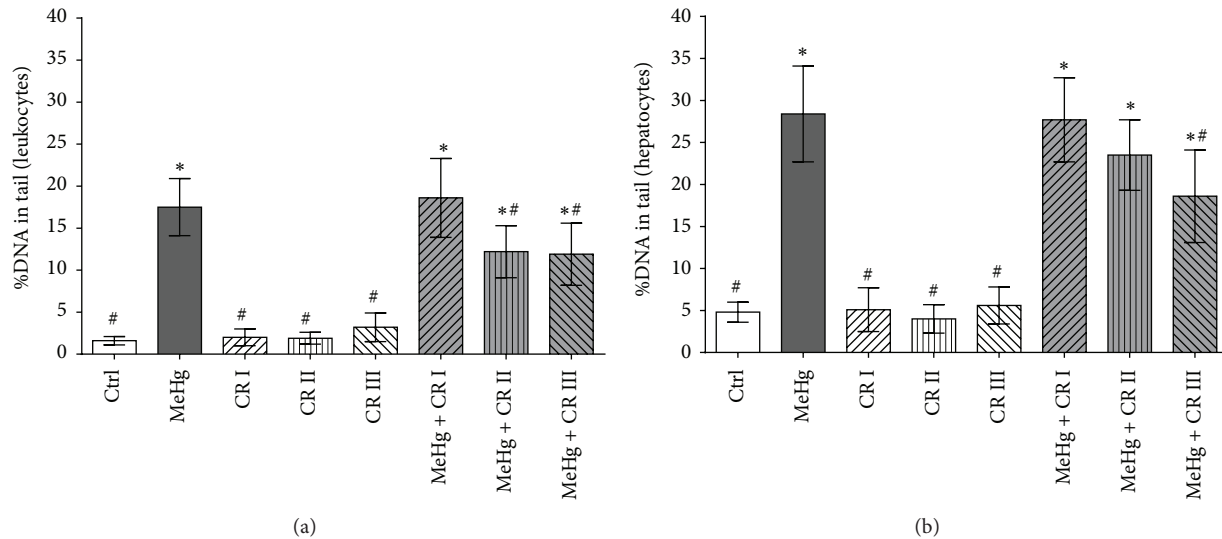 40
35
30
25
20
15
10
5
0
%DNA in tail (leukocytes)
#
*
#
#
#
*
*#
*#
Ctrl
MeHg
CR I
CR II
CR III
MeHg + CR I
MeHg + CR II
MeHg + CR III
(a)
40
35
30
25
20
15
10
5
0
%DNA in tail (hepatocytes)
#
*
#
#
#
*
*
*#
Ctrl
MeHg
CR I
CR II
CR III
MeHg + CR I
MeHg + CR II
MeHg + CR III
(b)